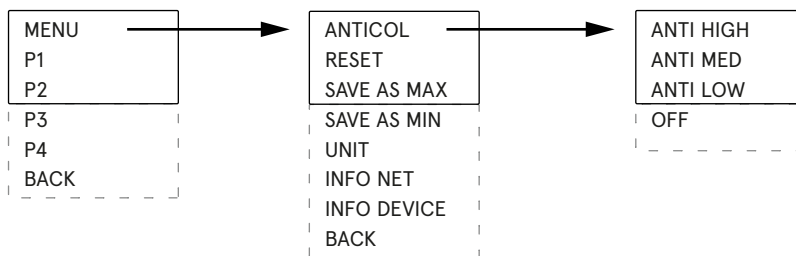 MENU
P1
P2
P3
P4
BACK
ANTICOL
RESET
SAVE AS MAX
SAVE AS MIN
UNIT
INFO NET
INFO DEVICE
BACK
ANTI HIGH
ANTI MED
ANTI LOW
OFF